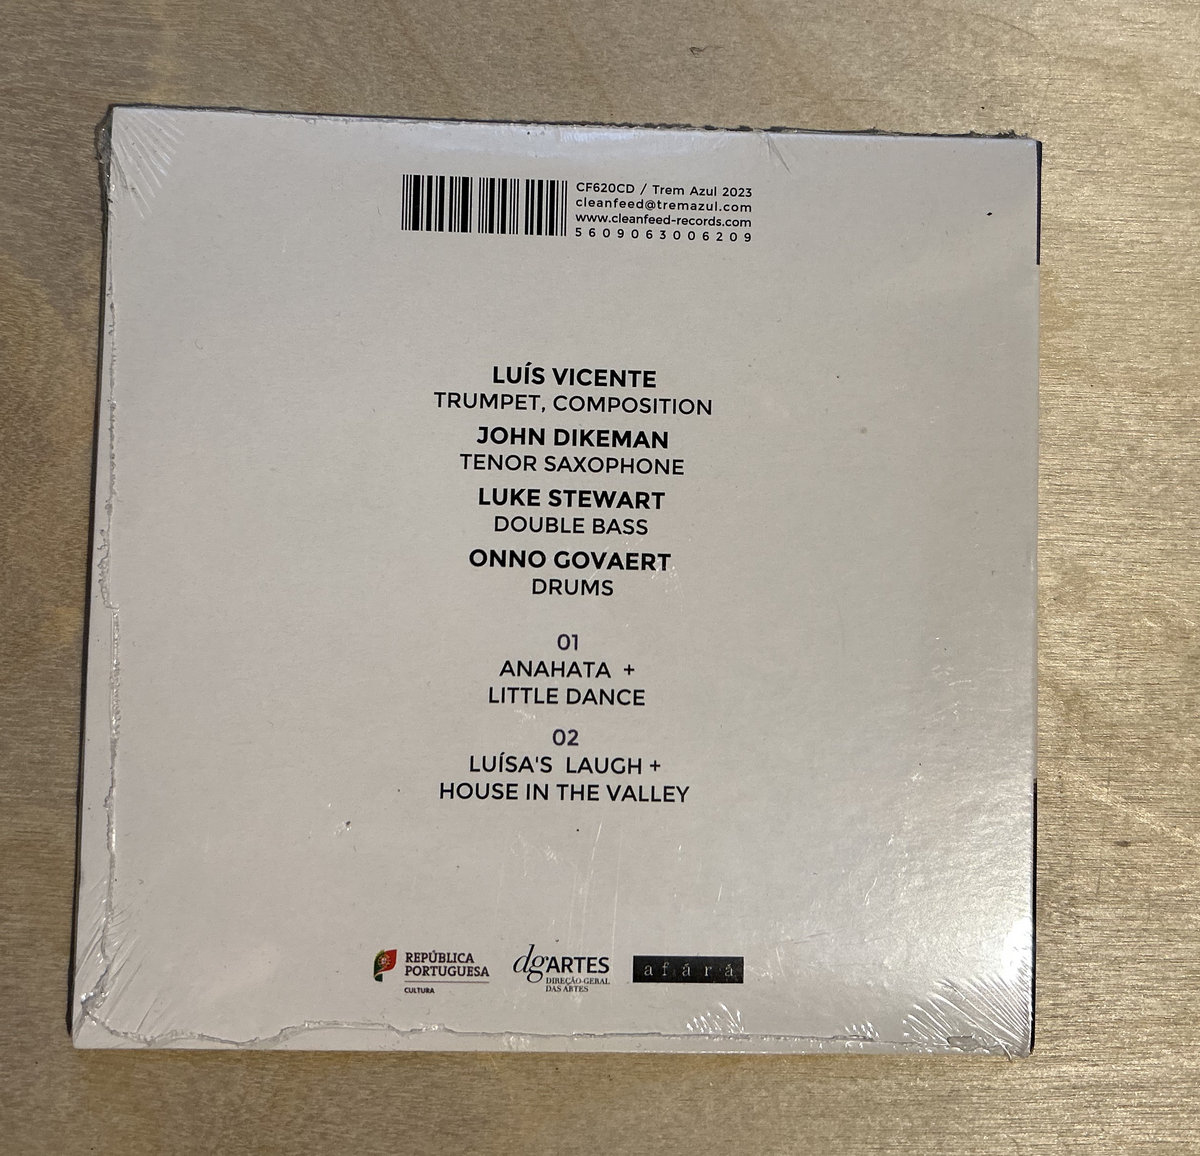 CF620CD / Trem Azul 2023
cleanfeed@tremazul.com
www.cleanfeed-records.com
5609063006209
LUÍS VICENTE
TRUMPET, COMPOSITION
JOHN DIKEMAN
TENOR SAXOPHONE
LUKE STEWART
DOUBLE BASS
ONNO GOVAERT
DRUMS
01
ANAHATA +
LITTLE DANCE
02
LUÍSA'S LAUGH +
HOUSE IN THE VALLEY
REPÚBLICA
PORTUGUESA
CULTURA
dgARTES
DIREÇÃO-GERAL
DAS ARTES
afárá